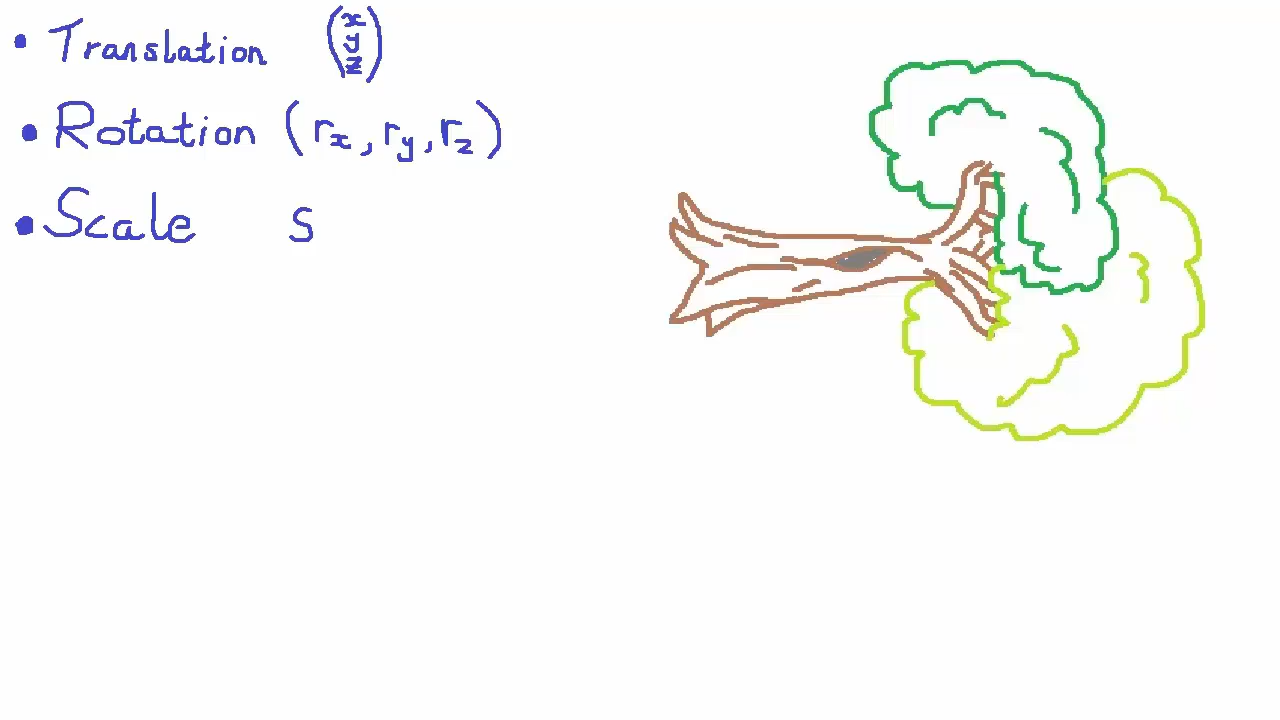 • Translation (x y z)
• Rotation (rx, ry, rz)
• Scale S